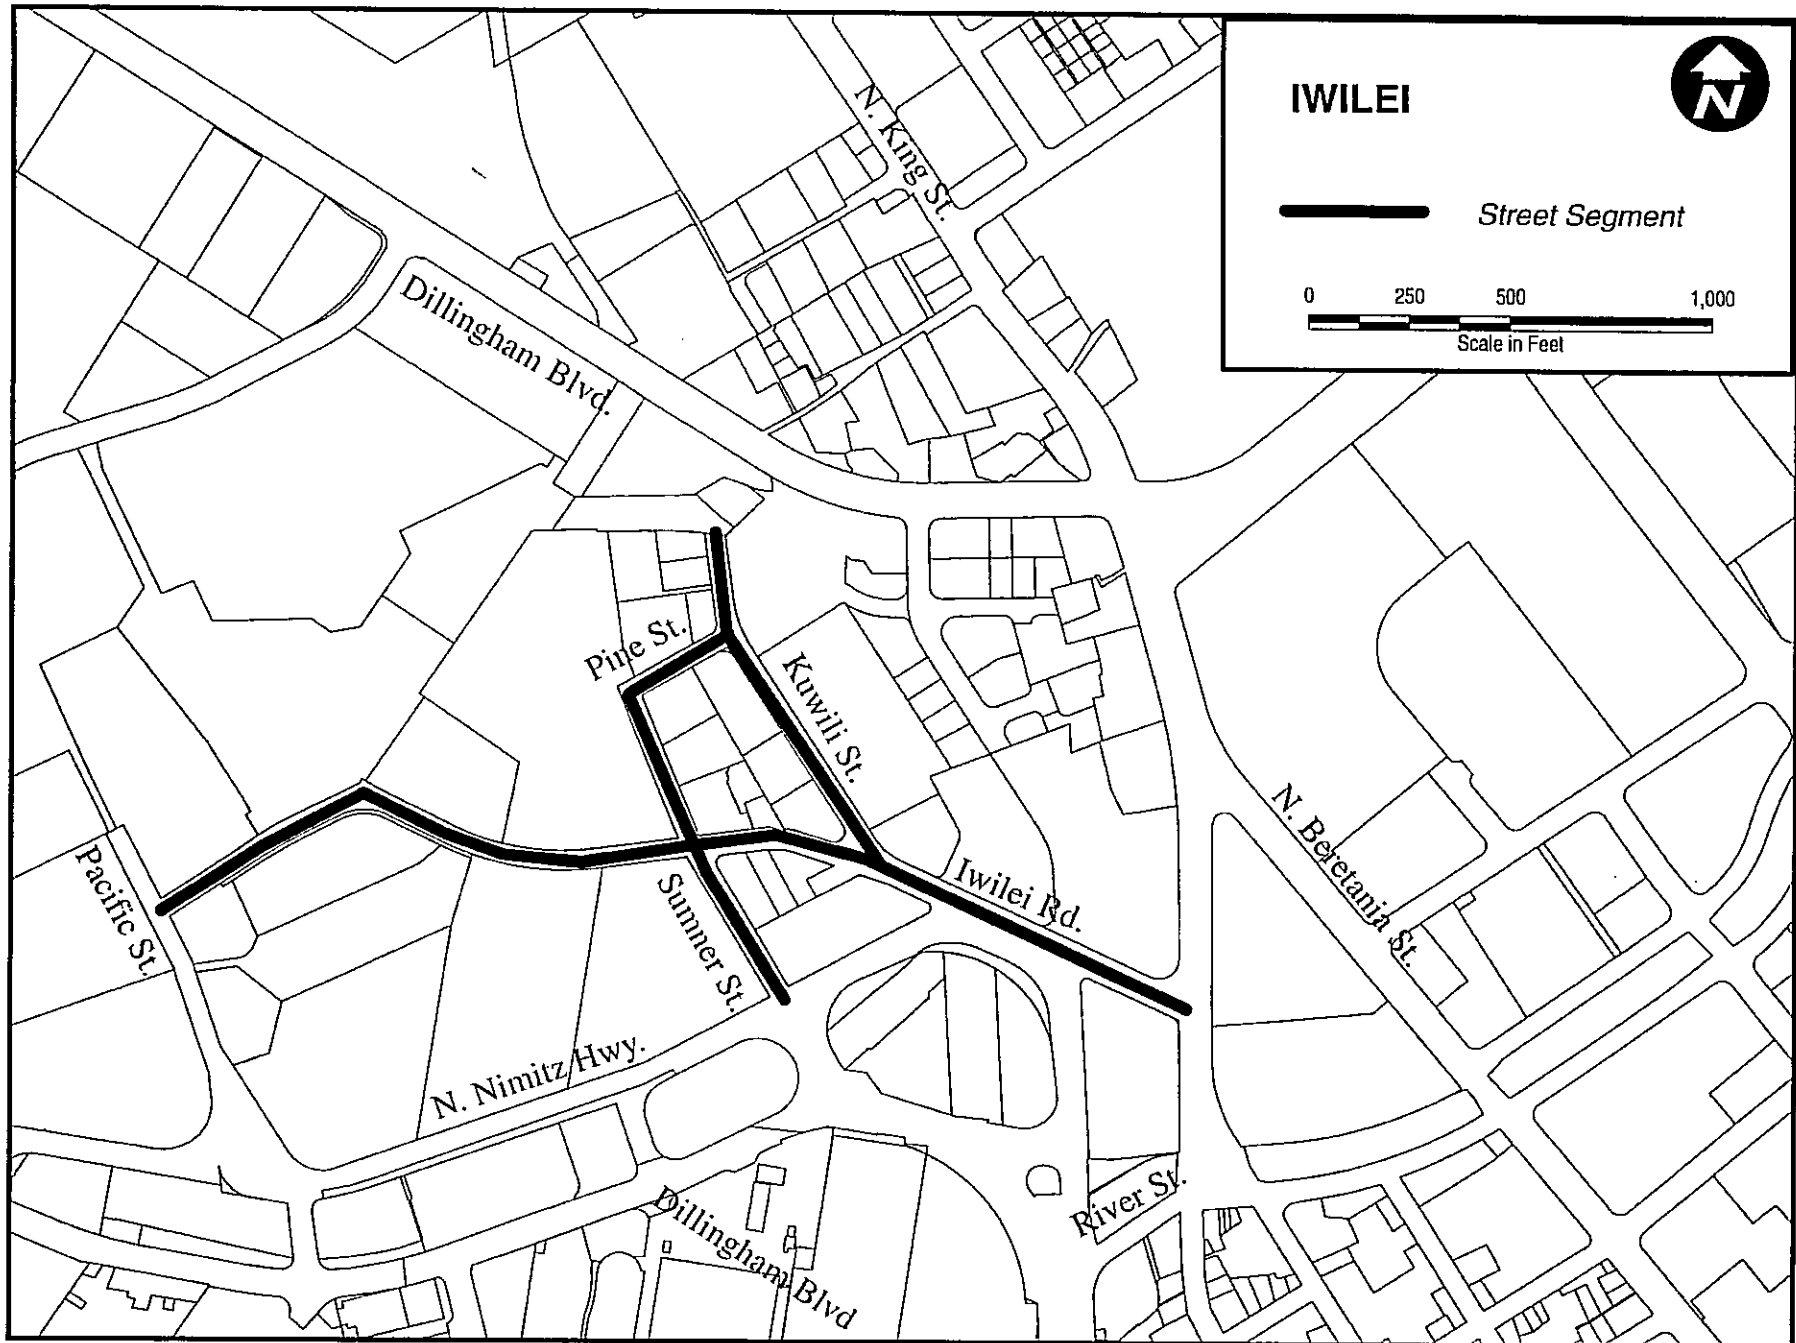 IWILEI
N
Street Segment
0 250 500 1,000
Scale in Feet
N. King St.
Dillingham Blvd.
Pine St.
Kuwili St.
N. Beretania St.
Pacific St.
Sumner St.
Iwilei Rd.
N. Nimitz Hwy.
River St.
Dillingham Blvd